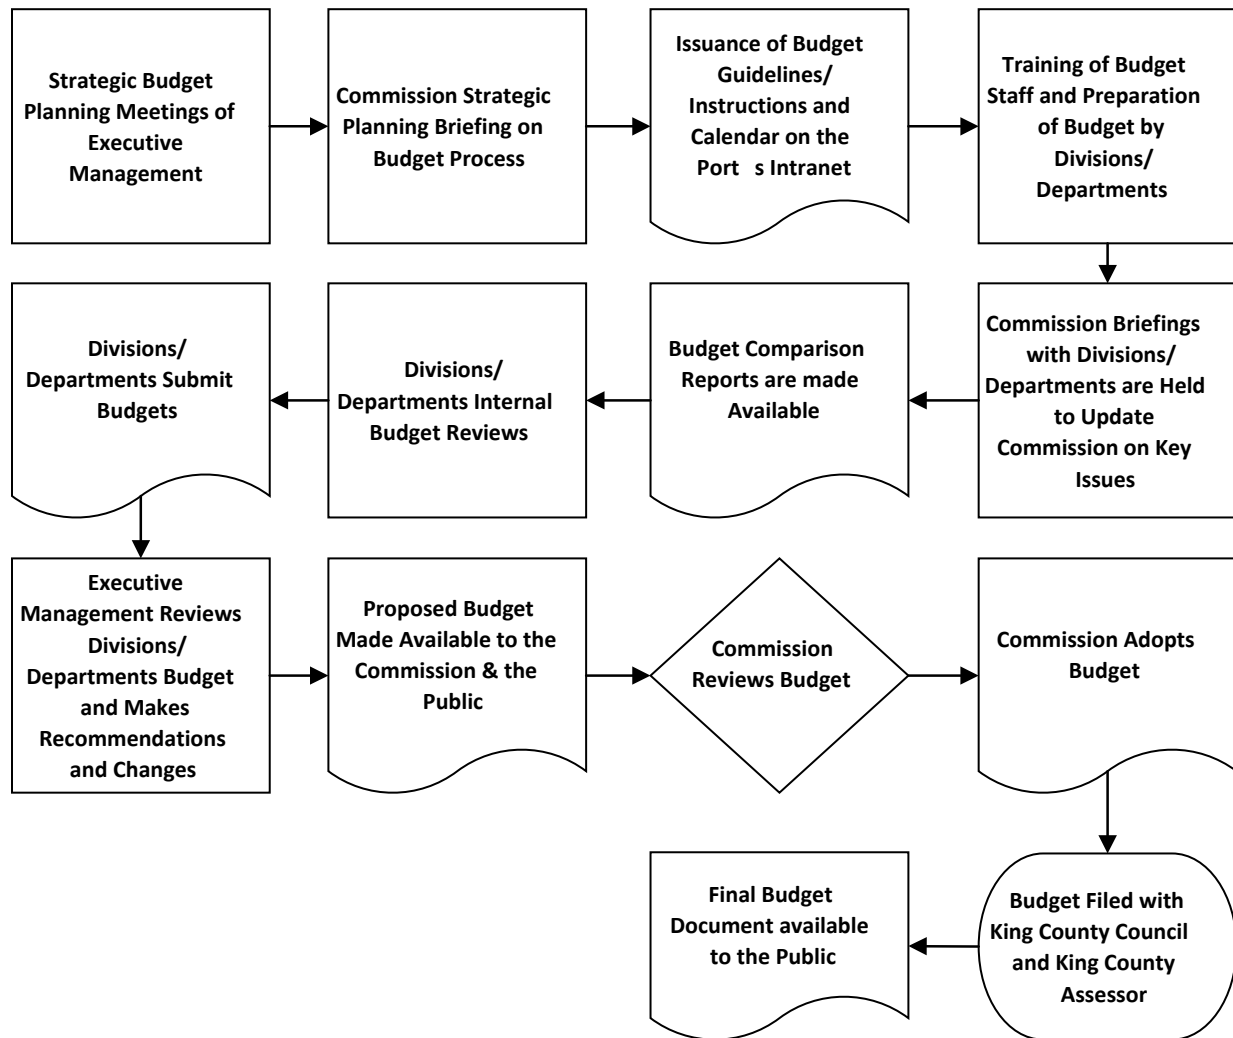 Strategic Budget
Planning Meetings of
Executive
Management
Commission Strategic
Planning Briefing on
Budget Process
Issuance of Budget
Guidelines/
Instructions and
Calendar on the
Port s Intranet
Training of Budget
Staff and Preparation
of Budget by
Divisions/
Departments
Commission Briefings
with Divisions/
Departments are Held
to Update
Commission on Key
Issues
Budget Comparison
Reports are made
Available
Divisions/
Departments Internal
Budget Reviews
Divisions/
Departments Submit
Budgets
Executive
Management Reviews
Divisions/
Departments Budget
and Makes
Recommendations
and Changes
Proposed Budget
Made Available to the
Commission & the
Public
Commission
Reviews Budget
Commission Adopts
Budget
Budget Filed with
King County Council
and King County
Assessor
Final Budget
Document available
to the Public